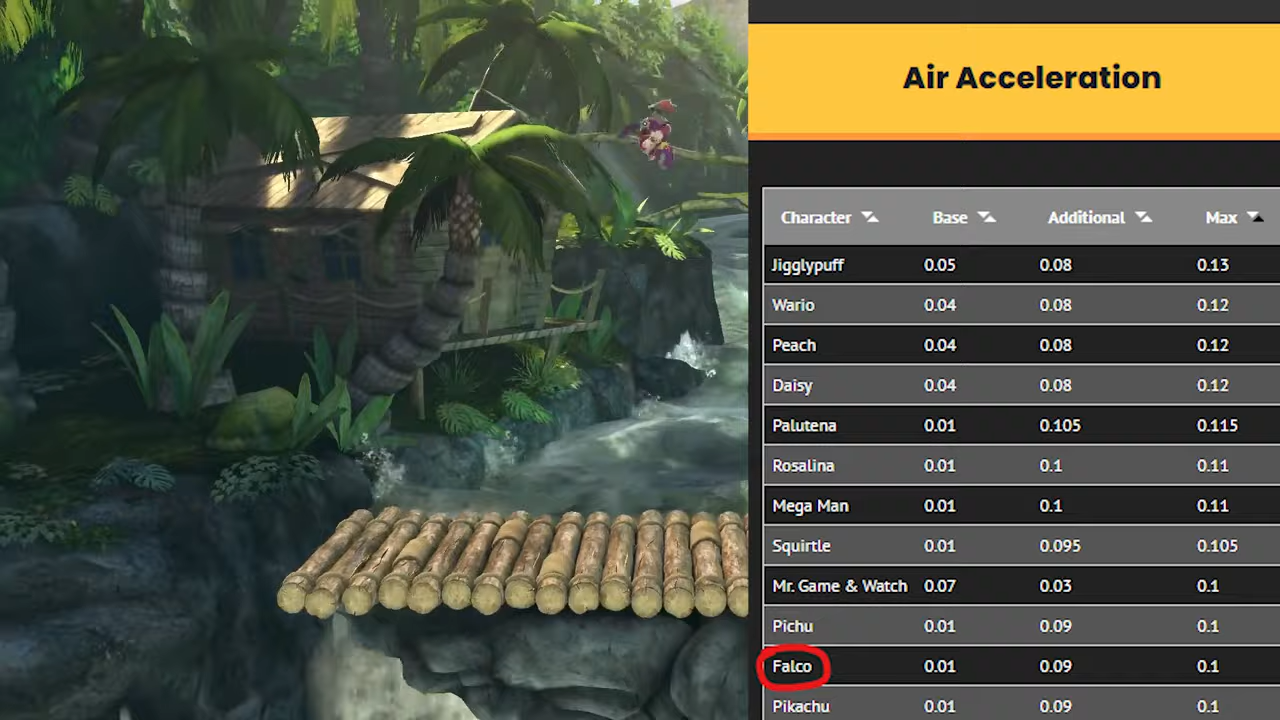 Air Acceleration
Character Base Additional Max
Jigglypuff 0.05 0.08 0.13
Wario 0.04 0.08 0.12
Peach 0.04 0.08 0.12
Daisy 0.04 0.08 0.12
Palutena 0.01 0.105 0.115
Rosalina 0.01 0.1 0.11
Mega Man 0.01 0.1 0.11
Squirtle 0.01 0.095 0.105
Mr. Game & Watch 0.07 0.03 0.1
Pichu 0.01 0.09 0.1
Falco 0.01 0.09 0.1
Pikachu 0.01 0.09 0.1